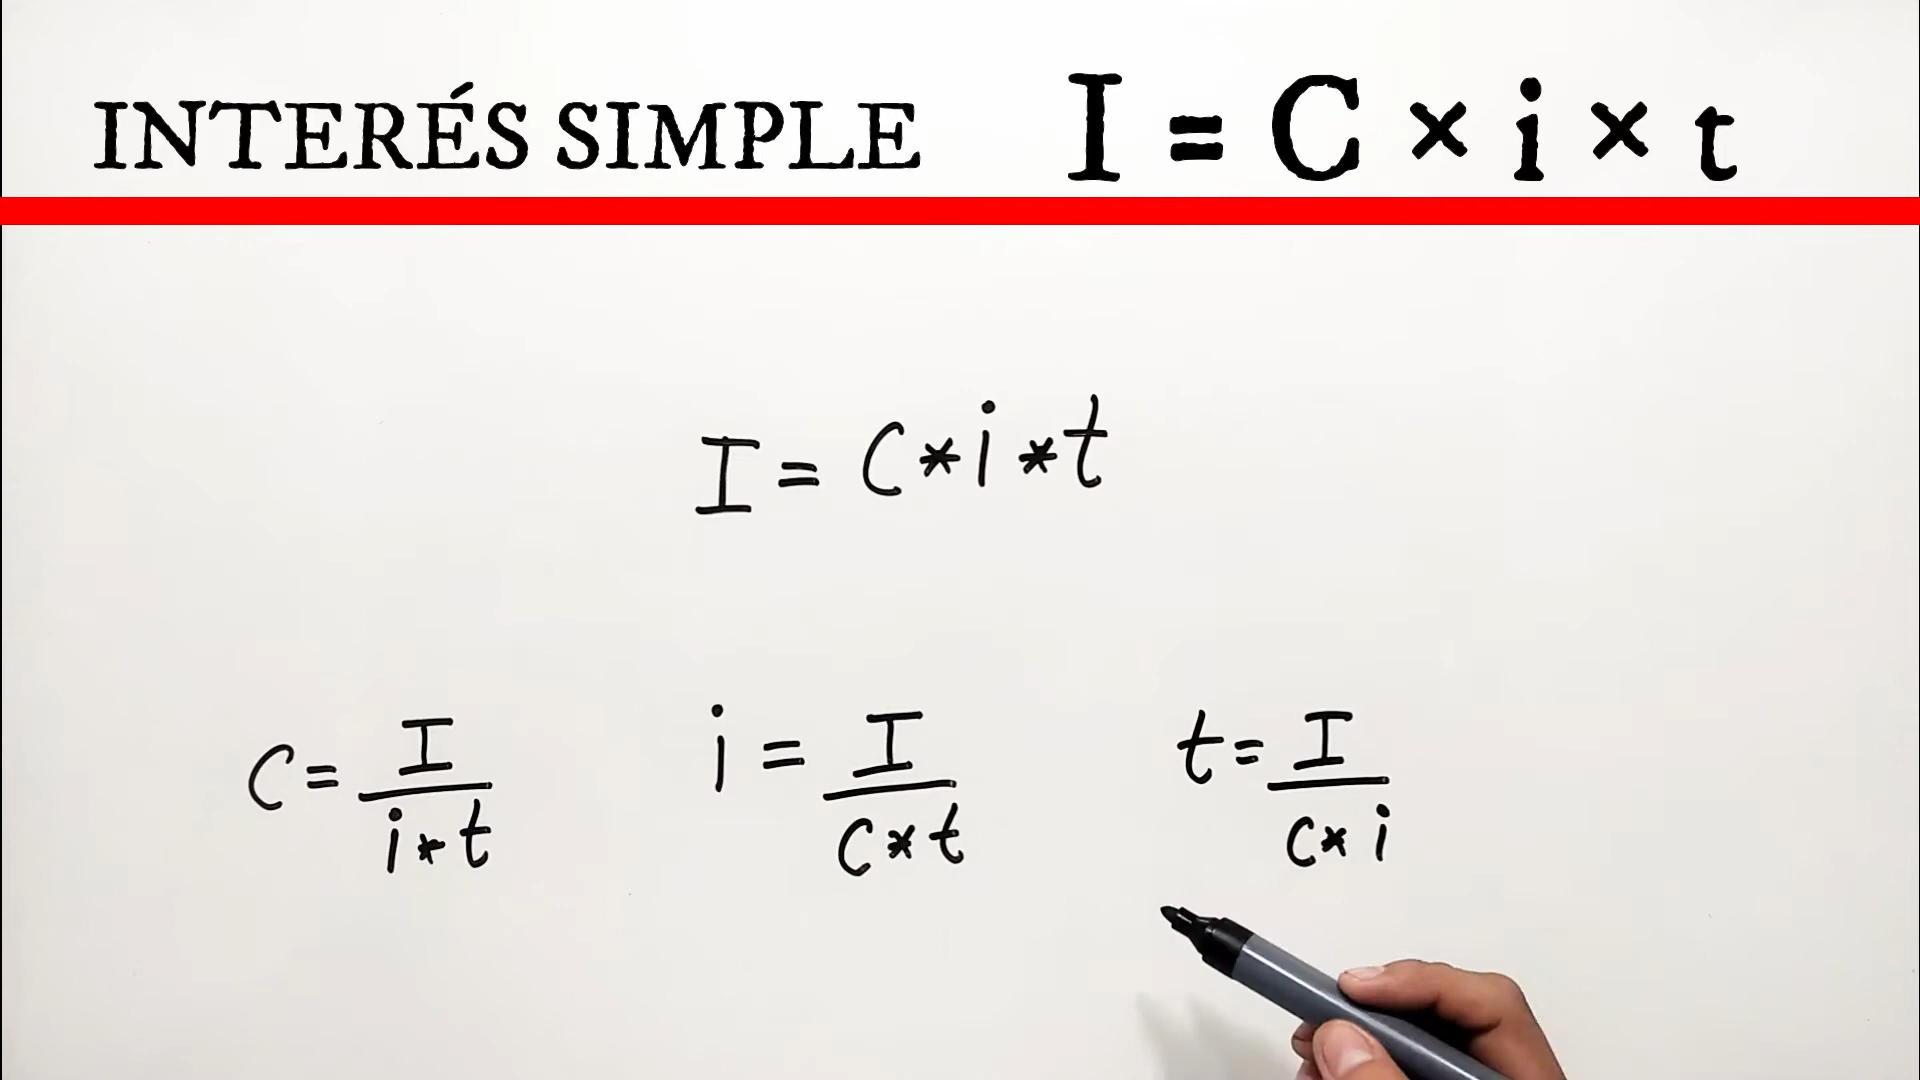 INTERÉS SIMPLE I = C × i × t
I = C * i * t
C = I / i * t
i = I / C * t
t = I / C * i